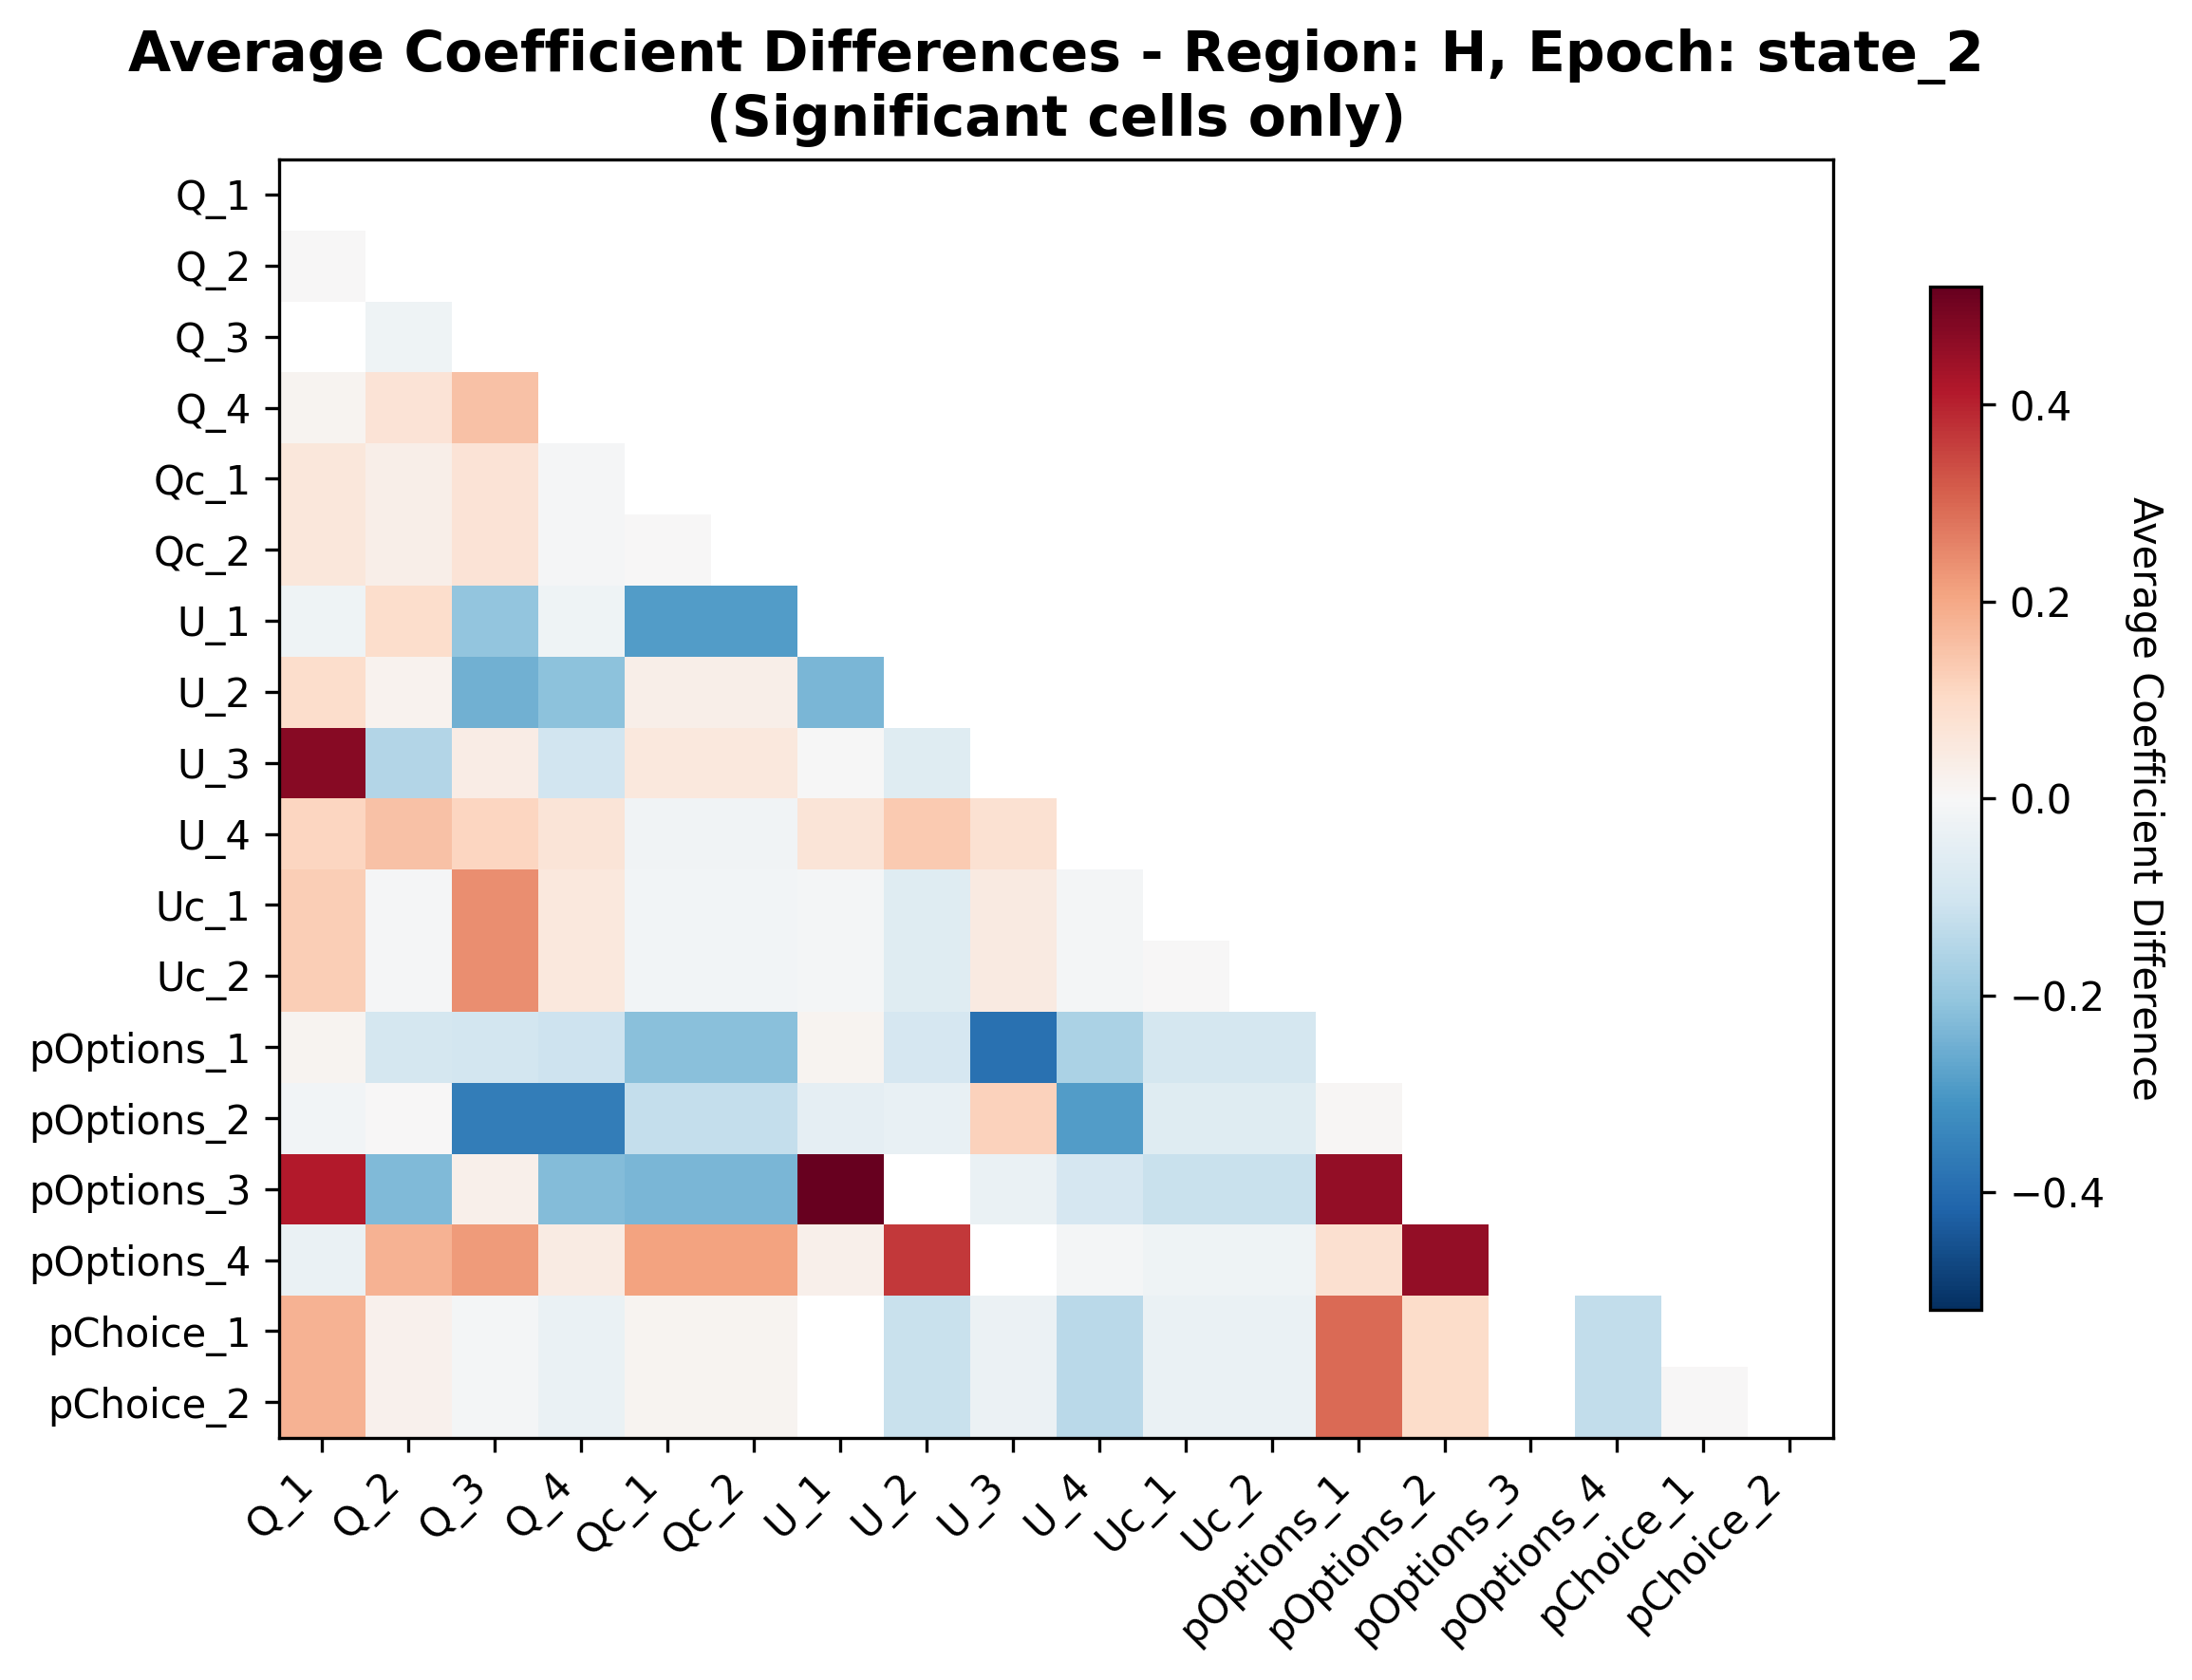 Average Coefficient Differences - Region: H, Epoch: state_2
(Significant cells only)
Q_1
Q_2
Q_3
Q_4
Qc_1
Qc_2
U_1
U_2
U_3
U_4
Uc_1
Uc_2
pOptions_1
pOptions_2
pOptions_3
pOptions_4
pChoice_1
pChoice_2
Q_1
Q_2
Q_3
Q_4
Qc_1
Qc_2
U_1
U_2
U_3
U_4
Uc_1
Uc_2
pOptions_1
pOptions_2
pOptions_3
pOptions_4
pChoice_1
pChoice_2
0.4
0.2
0.0
−0.2
−0.4
Average Coefficient Difference